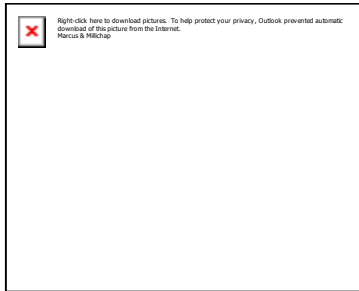 Right-click here to download pictures. To help protect your privacy, Outlook prevented automatic
download of this picture from the Internet.
Marcus & Millichap